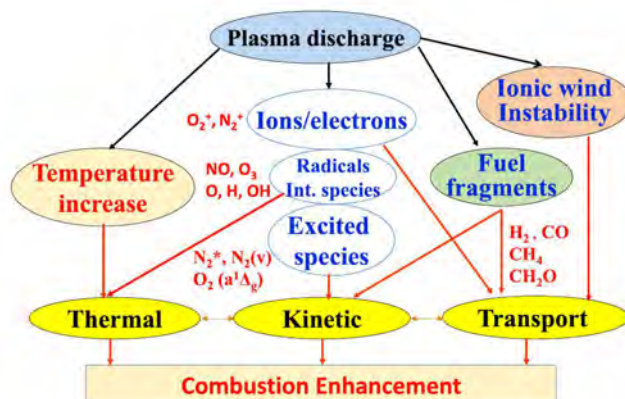 Plasma discharge
Ionic wind
Instability
O₂⁺, N₂⁺
Ions/electrons
NO, O₃
O, H, OH
Radicals
Int. species
Temperature
increase
Fuel
fragments
Excited
species
H₂ , CO
CH₄
CH₂O
N₂*, N₂(v)
O₂ (a¹Δg)
Thermal
Kinetic
Transport
Combustion Enhancement